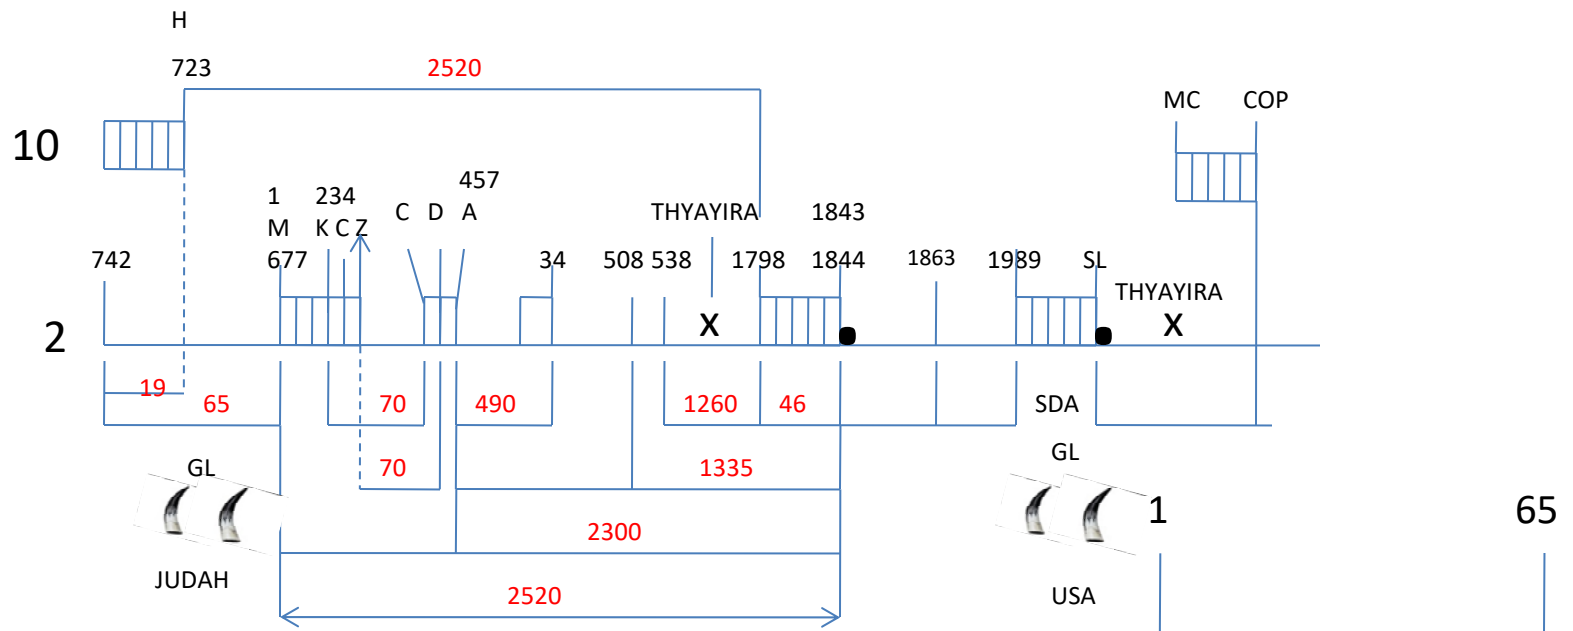 H
723 2520
MC COP
10
457
1 234
C D A
THYAYIRA 1843
M K C Z
742 677 34 508 538 1798 1844 1863 1989 SL
THYAYIRA
X X
2
19
65 70 490 1260 46 SDA
GL 70 1335 GL
1 65
2300
JUDAH USA
2520